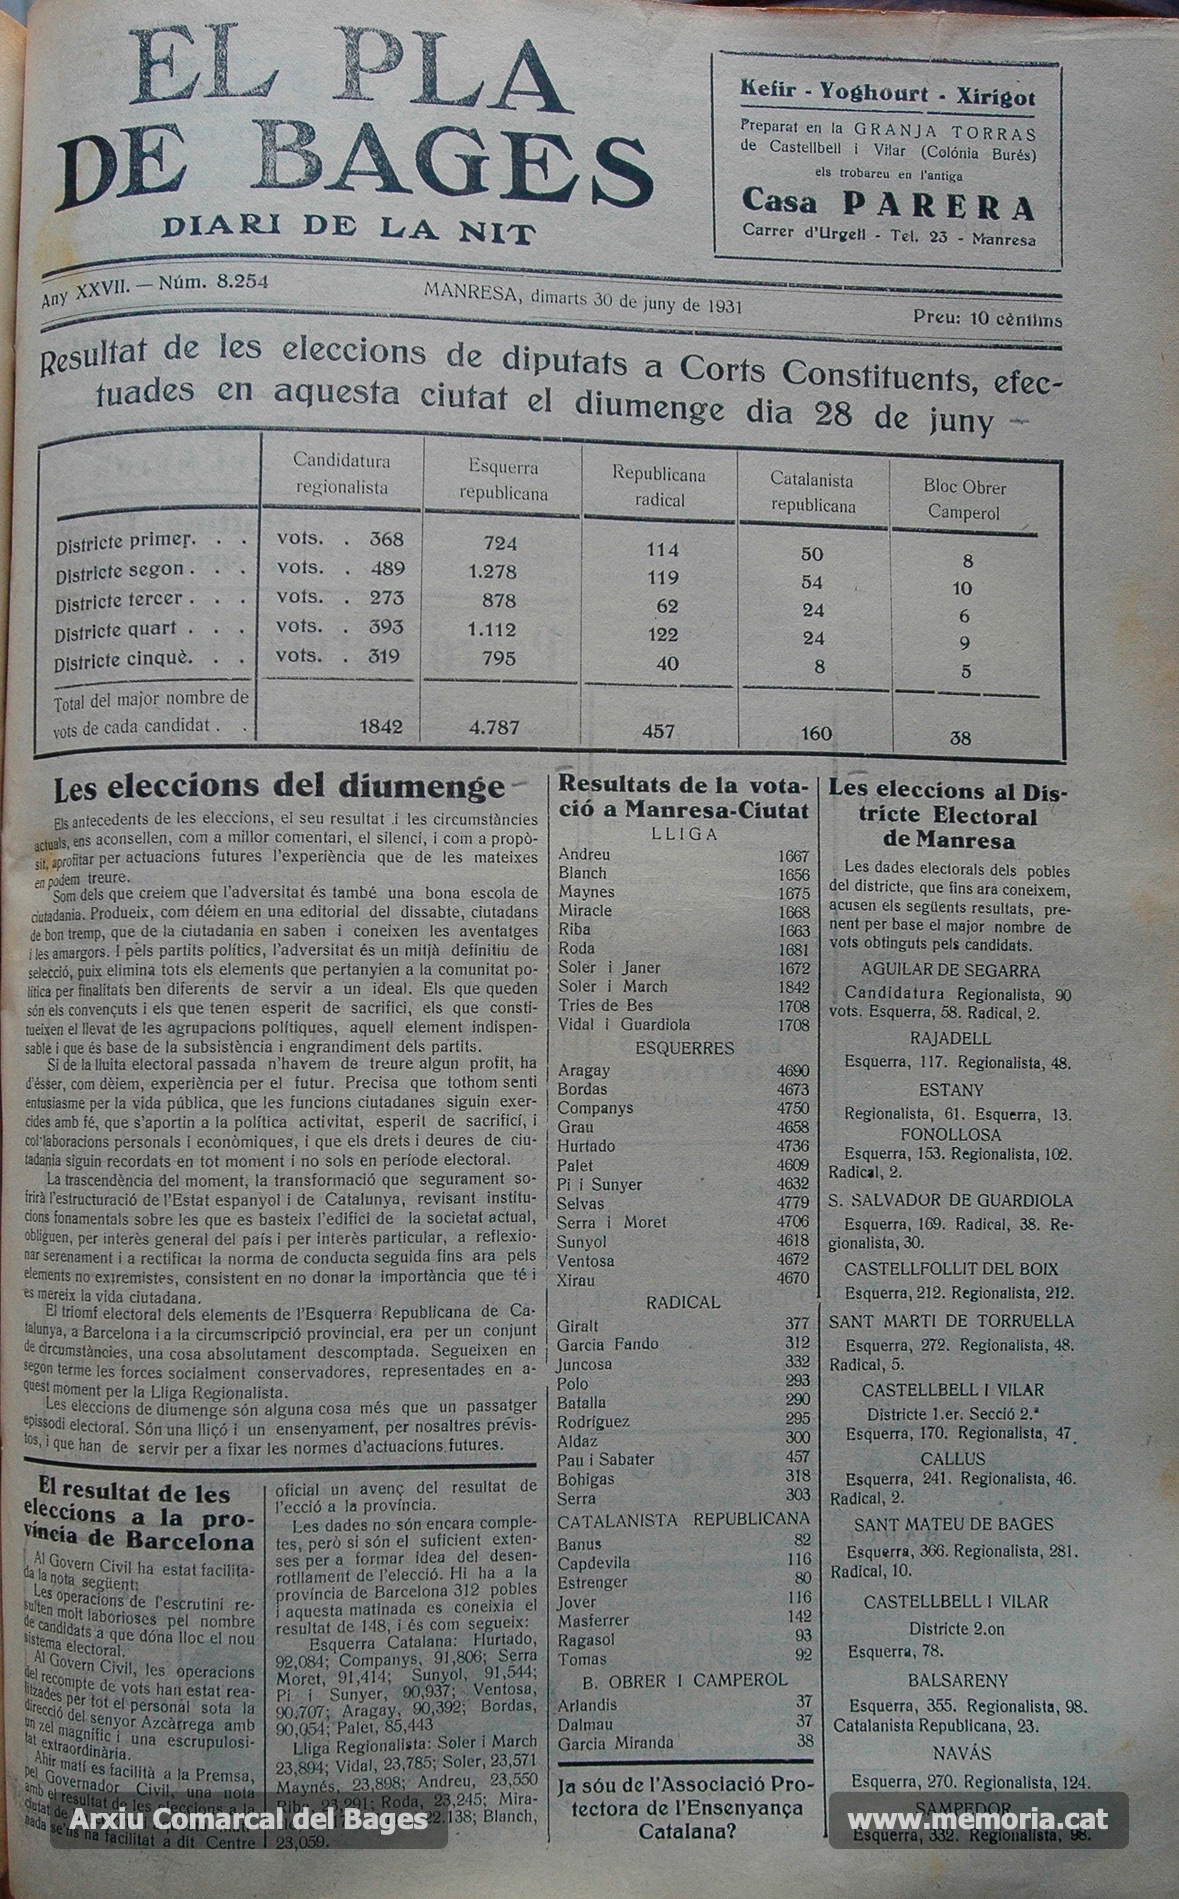 EL PLA
DE BAGES
DIARI DE LA NIT
Kefir - Yoghourt - Xirigot
Preparat en la GRANJA TORRAS
de Castellbell i Vilar (Colónia Burés)
els trobareu en l'antiga
Casa PARERA
Carrer d'Urgell - Tel. 23 - Manresa
Any XXVII. — Núm. 8.254
MANRESA, dimarts 30 de juny de 1931
Preu: 10 cèntims
Resultat de les eleccions de diputats a Corts Constituents, efec-
tuades en aquesta ciutat el diumenge dia 28 de juny
Candidatura regionalista | Esquerra republicana | Republicana radical | Catalanista republicana | Bloc Obrer Camperol
Districte primer. . . vots. . 368 724 114 50 8
Districte segon . . . vots. . 489 1.278 119 54 10
Districte tercer . . . vots. . 273 878 62 24 6
Districte quart . . . vots. . 393 1.112 122 24 9
Districte cinquè. . . vots. . 319 795 40 8 5
Total del major nombre de
vots de cada candidat . . 1842 4.787 457 160 38
Les eleccions del diumenge
Els antecedents de les eleccions, el seu resultat i les circumstàncies
actuals, ens aconsellen, com a millor comentari, el silenci, i com a propò-
sit, aprofitar per actuacions futures l'experiència que de les mateixes
en podem treure.
Som dels que creiem que l'adversitat és també una bona escola de
ciutadania. Produeix, com déiem en una editorial del dissabte, ciutadans
de bon tremp, que de la ciutadania en saben i coneixen les aventatges
i les amargors. I pels partits polítics, l'adversitat és un mitjà definitiu de
selecció, puix elimina tots els elements que pertanyien a la comunitat po-
lítica per finalitats ben diferents de servir a un ideal. Els que queden
són els convençuts i els que tenen esperit de sacrifici, els que consti-
tueixen el llevat de les agrupacions polítiques, aquell element indispen-
sable i que és base de la subsistència i engrandiment dels partits.
Si de la lluita electoral passada n'havem de treure algun profit, ha
d'ésser, com dèiem, experiència per el futur. Precisa que tothom senti
entusiasme per la vida pública, que les funcions ciutadanes siguin exer-
cides amb fé, que s'aportin a la política activitat, esperit de sacrifici, i
col·laboracions personals i econòmiques, i que els drets i deures de ciu-
tadania siguin recordats en tot moment i no sols en període electoral.
La trascendència del moment, la transformació que segurament so-
frirà l'estructuració de l'Estat espanyol i de Catalunya, revisant institu-
cions fonamentals sobre les que es basteix l'edifici de la societat actual,
obliguen, per interès general del país i per interès particular, a reflexio-
nar serenament i a rectificar la norma de conducta seguida fins ara pels
elements no extremistes, consistent en no donar la importància que té i
es mereix la vida ciutadana.
El triomf electoral dels elements de l'Esquerra Republicana de Ca-
talunya, a Barcelona i a la circumscripció provincial, era per un conjunt
de circumstàncies, una cosa absolutament descomptada. Segueixen en
segon terme les forces socialment conservadores, representades en a-
quest moment per la Lliga Regionalista.
Les eleccions de diumenge són alguna cosa més que un passatger
epissodi electoral. Són una lliçó i un ensenyament, per nosaltres prèvis-
tos, i que han de servir per a fixar les normes d'actuacions futures.
El resultat de les
eleccions a la pro-
víncia de Barcelona
Al Govern Civil ha estat facilita-
da la nota següent:
Les operacions de l'escrutini re-
sulten molt laborioses pel nombre
de candidats a que dóna lloc el nou
sistema electoral.
Al Govern Civil, les operacions
del recompte de vots han estat rea-
litzades per tot el personal sota la
direcció del senyor Azcàrrega amb
un zel magnífic i una escrupulosi-
tat extraordinària.
Ahir matí es facilità a la Premsa,
pel Governador Civil, una nota
amb el resultat de les eleccions a la
ciutat de
nada se'ns ha facilitat a dit Centre
oficial un avenç del resultat de
l'ecció a la província.
Les dades no són encara comple-
tes, però si són el suficient exten-
ses per a formar idea del desen-
rotllament de l'elecció. Hi ha a la
província de Barcelona 312 pobles
i aquesta matinada es coneixia el
resultat de 148, i és com segueix:
Esquerra Catalana: Hurtado,
92,084; Companys, 91,806; Serra
Moret, 91,414; Sunyol, 91,544;
Pi i Sunyer, 90,937; Ventosa,
90,707; Aragay, 90,392; Bordas,
90,054; Palet, 85,443
Lliga Regionalista: Soler i March
23,894; Vidal, 23,785; Soler, 23,571
Maynés, 23,898; Andreu, 23,550
Riba, 23,291; Roda, 23,245; Mira-
22.138; Blanch,
23,059.
Resultats de la vota-
ció a Manresa-Ciutat
LLIGA
Andreu 1667
Blanch 1656
Maynes 1675
Miracle 1668
Riba 1663
Roda 1681
Soler i Janer 1672
Soler i March 1842
Tries de Bes 1708
Vidal i Guardiola 1708
ESQUERRES
Aragay 4690
Bordas 4673
Companys 4750
Grau 4658
Hurtado 4736
Palet 4609
Pi i Sunyer 4632
Selvas 4779
Serra i Moret 4706
Sunyol 4618
Ventosa 4672
Xirau 4670
RADICAL
Giralt 377
Garcia Fando 312
Juncosa 332
Polo 293
Batalla 290
Rodríguez 295
Aldaz 300
Pau i Sabater 457
Bohigas 318
Serra 303
CATALANISTA REPUBLICANA
Banus 82
Capdevila 116
Estrenger 80
Jover 116
Masferrer 142
Ragasol 93
Tomas 92
B. OBRER I CAMPEROL
Arlandis 37
Dalmau 37
Garcia Miranda 38
Ja sóu de l'Associació Pro-
tectora de l'Ensenyança
Catalana?
Les eleccions al Dis-
tricte Electoral
de Manresa
Les dades electorals dels pobles
del districte, que fins ara coneixem,
acusen els següents resultats, pre-
nent per base el major nombre de
vots obtinguts pels candidats.
AGUILAR DE SEGARRA
Candidatura Regionalista, 90
vots. Esquerra, 58. Radical, 2.
RAJADELL
Esquerra, 117. Regionalista, 48.
ESTANY
Regionalista, 61. Esquerra, 13.
FONOLLOSA
Esquerra, 153. Regionalista, 102.
Radical, 2.
S. SALVADOR DE GUARDIOLA
Esquerra, 169. Radical, 38. Re-
gionalista, 30.
CASTELLFOLLIT DEL BOIX
Esquerra, 212. Regionalista, 212.
SANT MARTI DE TORRUELLA
Esquerra, 272. Regionalista, 48.
Radical, 5.
CASTELLBELL I VILAR
Districte 1.er. Secció 2.ª
Esquerra, 170. Regionalista, 47.
CALLUS
Esquerra, 241. Regionalista, 46.
Radical, 2.
SANT MATEU DE BAGES
Esquerra, 366. Regionalista, 281.
Radical, 10.
CASTELLBELL I VILAR
Districte 2.on
Esquerra, 78.
BALSARENY
Esquerra, 355. Regionalista, 98.
Catalanista Republicana, 23.
NAVÁS
Esquerra, 270. Regionalista, 124.
SAMPEDOR
Esquerra, 332. Regionalista, 98.
Arxiu Comarcal del Bages
www.memoria.cat